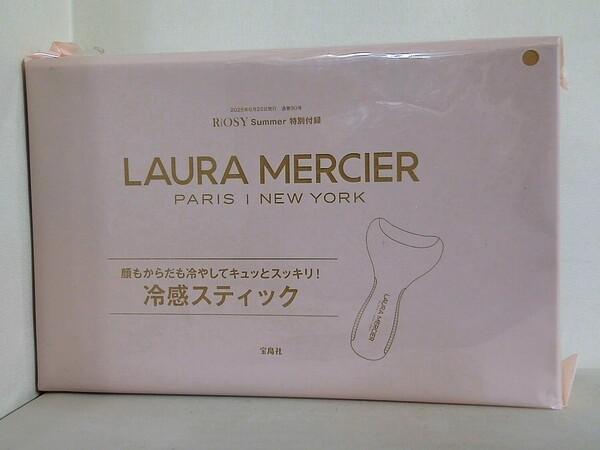 2025年6月25日発行 通巻90号
RIOSY Summer 特別付録
LAURA MERCIER
PARIS | NEW YORK
顔もからだも冷やしてキュッとスッキリ!
冷感スティック
LAURA MERCIER
宝島社